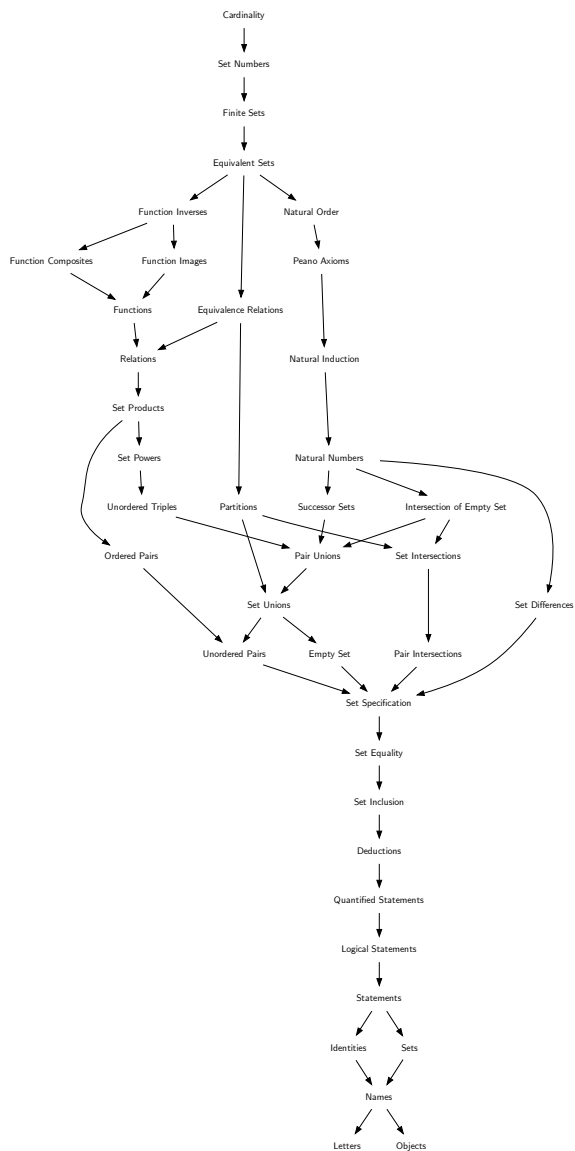 Cardinality
Set Numbers
Finite Sets
Equivalent Sets
Function Inverses
Natural Order
Function Composites
Function Images
Peano Axioms
Functions
Equivalence Relations
Relations
Natural Induction
Set Products
Set Powers
Natural Numbers
Unordered Triples
Partitions
Successor Sets
Intersection of Empty Set
Ordered Pairs
Pair Unions
Set Intersections
Set Unions
Set Differences
Unordered Pairs
Empty Set
Pair Intersections
Set Specification
Set Equality
Set Inclusion
Deductions
Quantified Statements
Logical Statements
Statements
Identities
Sets
Names
Letters
Objects